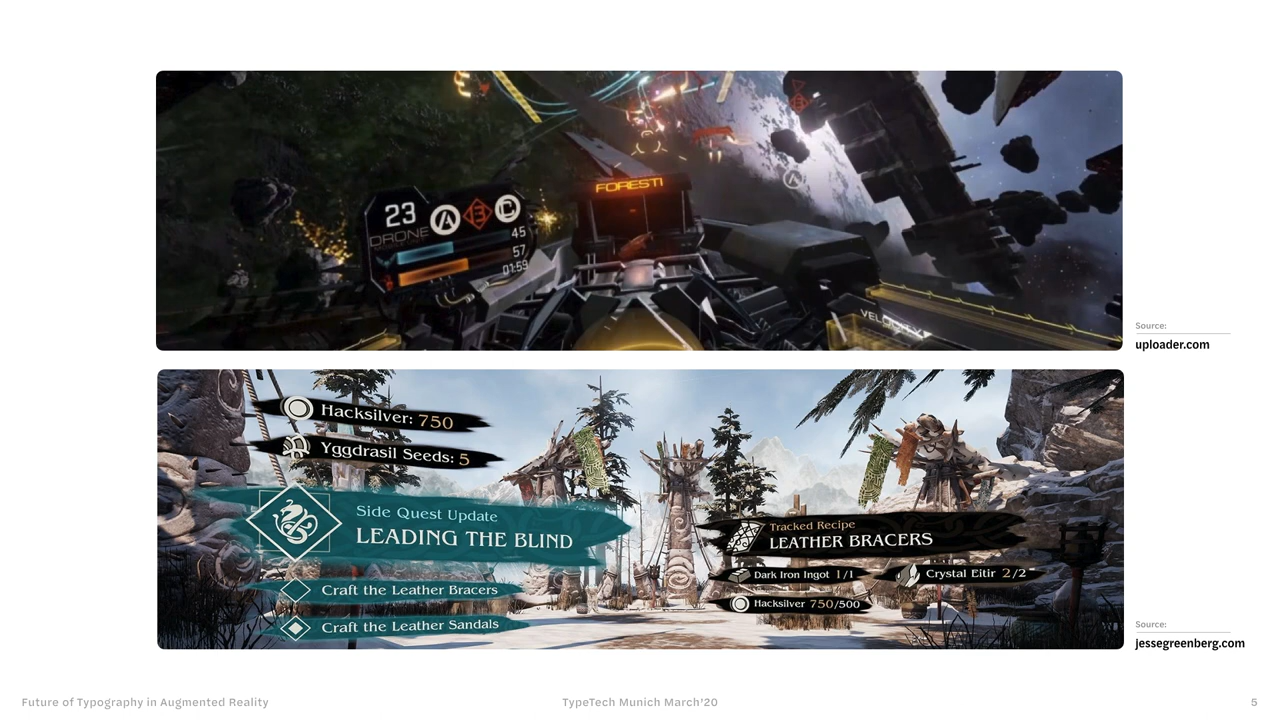 FORESTI
23
A B C
DRONE
45
57
01:59
VELOCITY
Source:
uploader.com
Hacksilver: 750
Yggdrasil Seeds: 5
Side Quest Update
LEADING THE BLIND
Craft the Leather Bracers
Craft the Leather Sandals
Tracked Recipe
LEATHER BRACERS
Dark Iron Ingot 1/1
Crystal Eitir 2/2
Hacksilver 750/500
Source:
jessegreenberg.com
Future of Typography in Augmented Reality
TypeTech Munich March'20
5